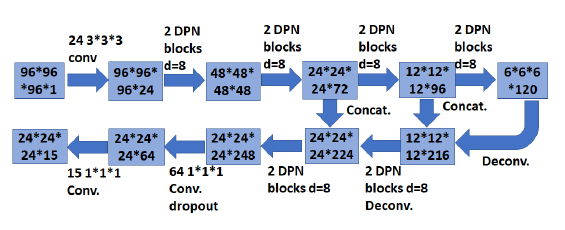 24 3*3*3
conv
2 DPN
blocks
d=8
2 DPN
blocks
d=8
2 DPN
blocks
d=8
2 DPN
blocks
d=8
96*96
*96*1
96*96*
96*24
48*48*
48*48
24*24*
24*72
12*12*
12*96
6*6*6
*120
Concat.
Concat.
24*24*
24*15
24*24*
24*64
24*24*
24*248
24*24*
24*224
12*12*
12*216
Deconv.
15 1*1*1
Conv.
64 1*1*1
Conv.
dropout
2 DPN
blocks d=8
2 DPN
blocks d=8
Deconv.